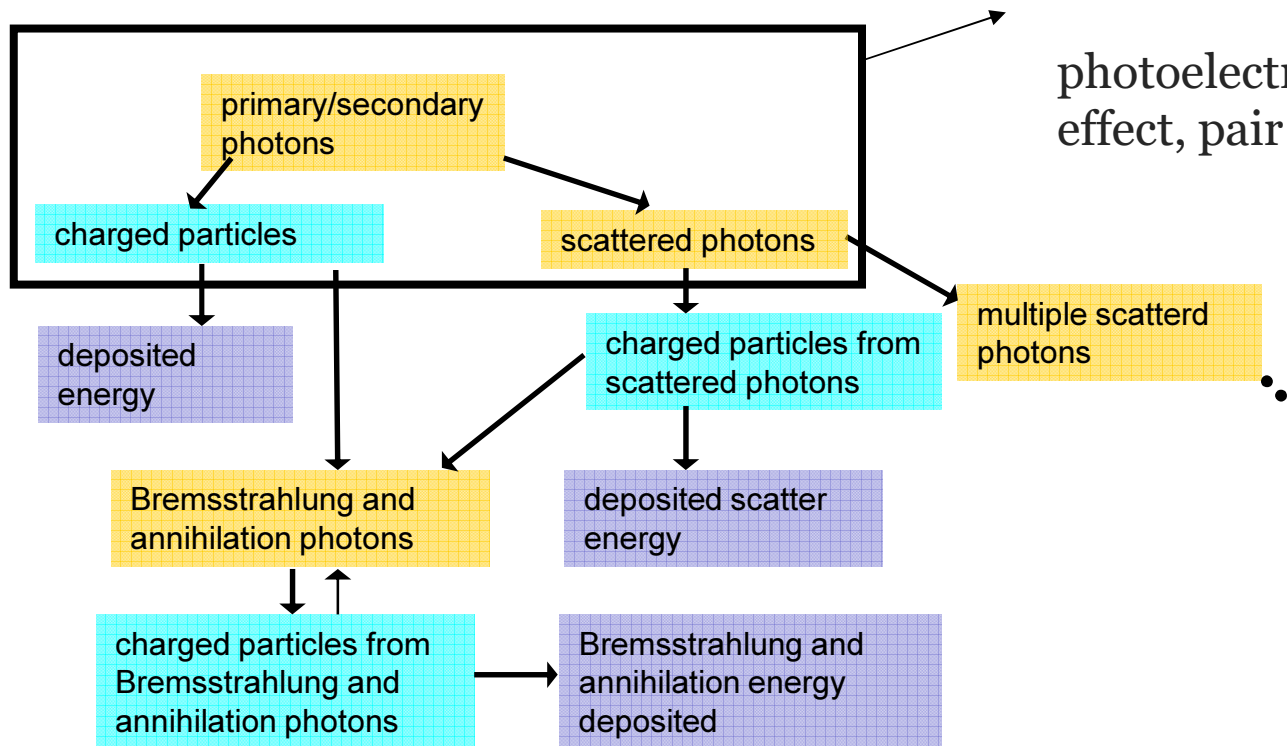 photoelectr
effect, pair
primary/secondary
photons
charged particles
scattered photons
multiple scatterd
photons
deposited
energy
charged particles from
scattered photons
Bremsstrahlung and
annihilation photons
deposited scatter
energy
charged particles from
Bremsstrahlung and
annihilation photons
Bremsstrahlung and
annihilation energy
deposited